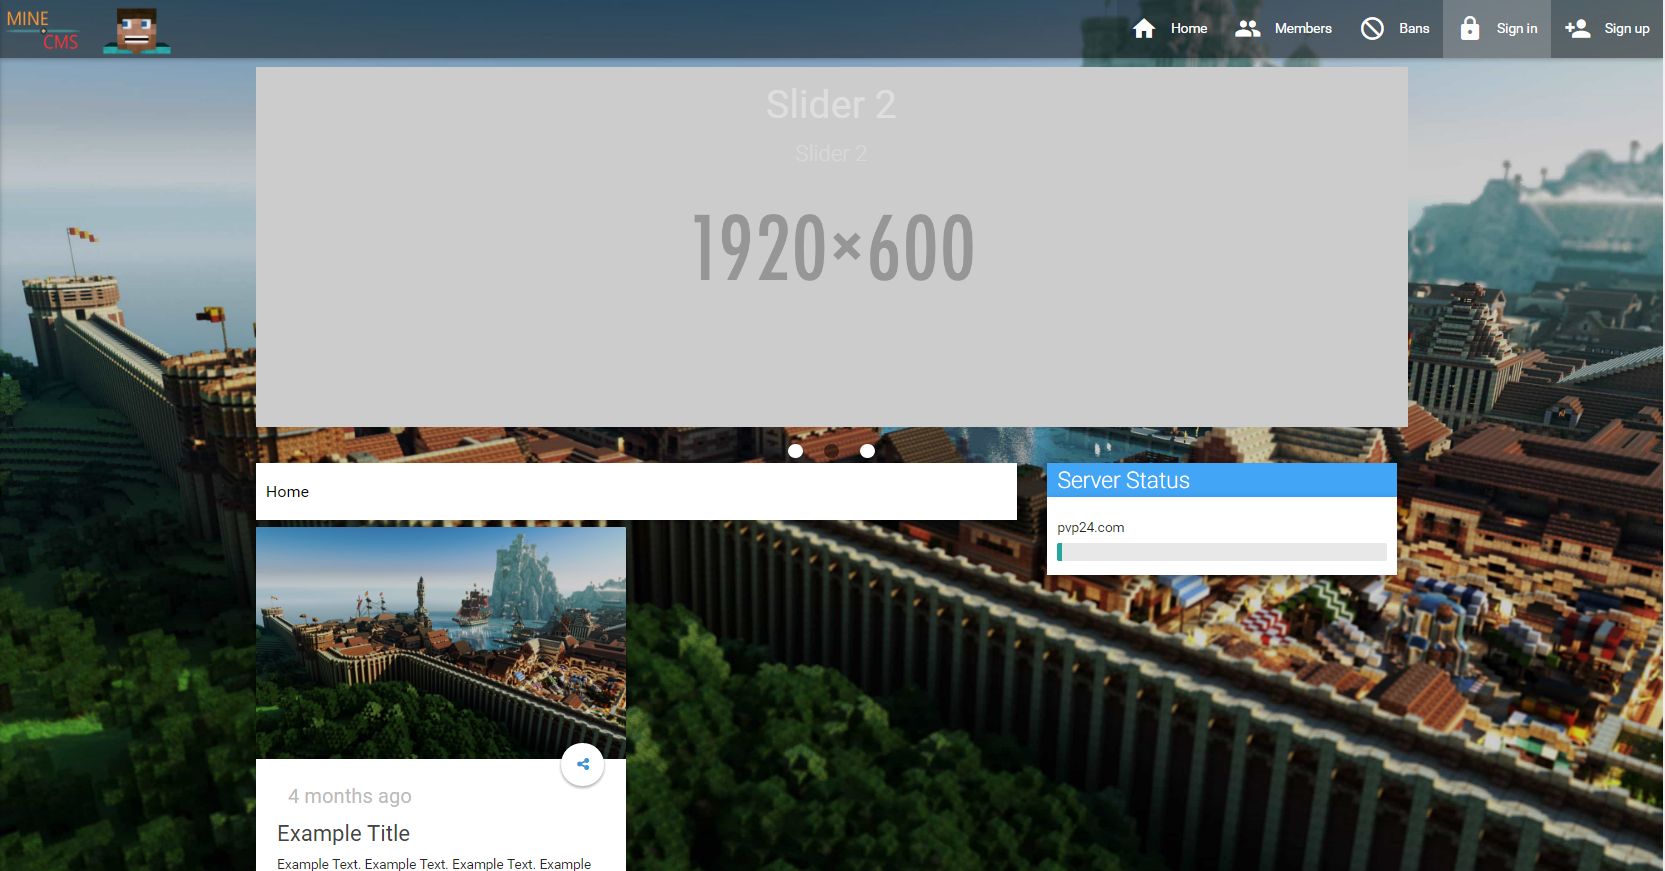 MINE
CMS
Home
Members
Bans
Sign in
Sign up
Slider 2
Slider 2
1920×600
Home
Server Status
pvp24.com
4 months ago
Example Title
Example Text. Example Text. Example Text. Example